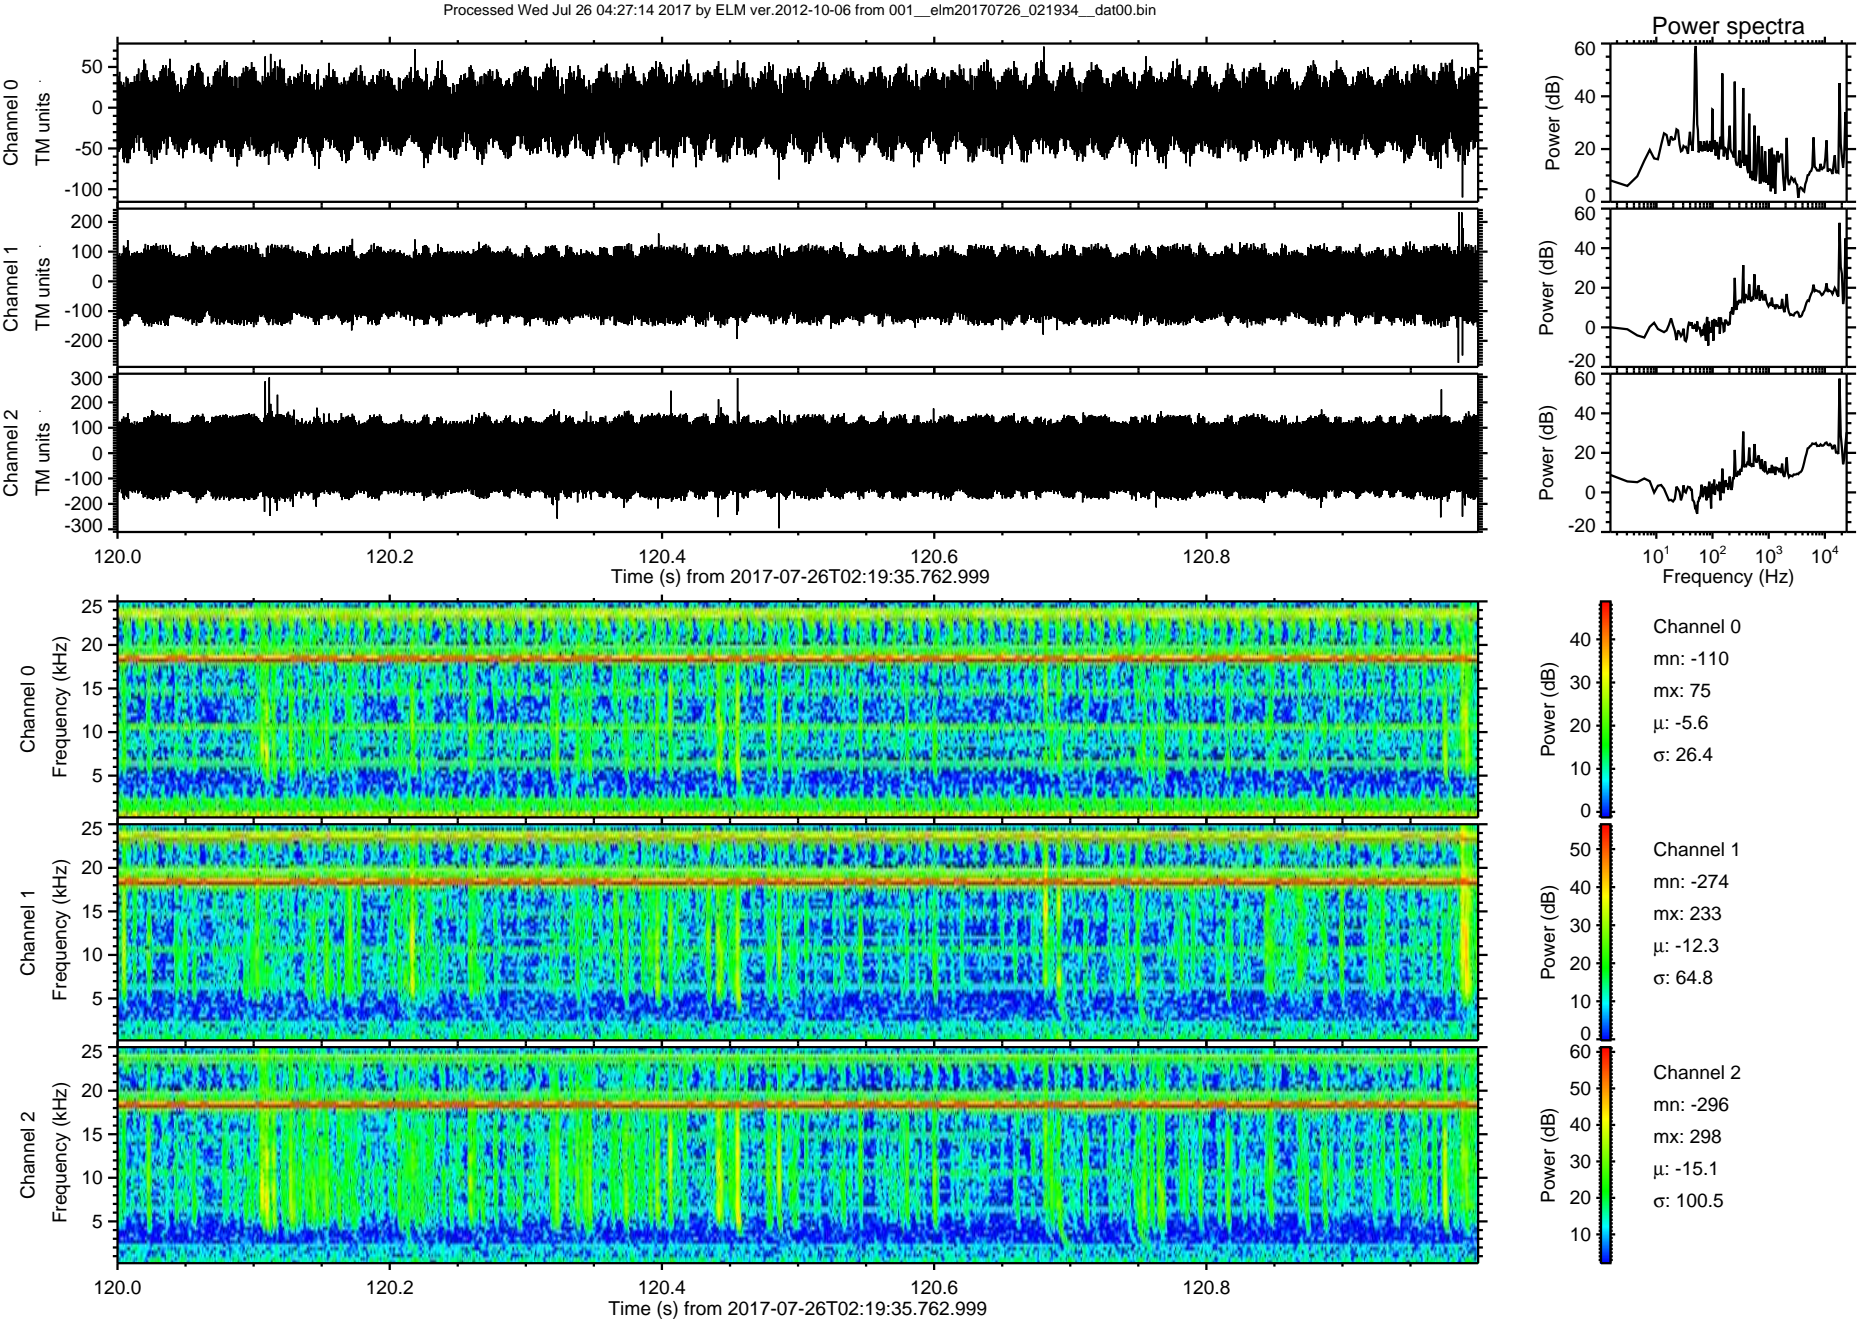 Processed Wed Jul 26 04:27:14 2017 by ELM ver.2012-10-06 from 001__elm20170726_021934__dat00.bin
Power spectra
Channel 0
TM units
50
0
-50
-100
Power (dB)
60
40
20
0
Channel 1
TM units
200
100
0
-100
-200
Power (dB)
60
40
20
0
-20
Channel 2
TM units
300
200
100
0
-100
-200
-300
Power (dB)
60
40
20
0
-20
120.0 120.2 120.4 120.6 120.8
Time (s) from 2017-07-26T02:19:35.762.999
10^1 10^2 10^3 10^4
Frequency (Hz)
Channel 0
Frequency (kHz)
25
20
15
10
5
Power (dB)
40
30
20
10
0
Channel 0
mn: -110
mx: 75
μ: -5.6
σ: 26.4
Channel 1
Frequency (kHz)
25
20
15
10
5
Power (dB)
50
40
30
20
10
0
Channel 1
mn: -274
mx: 233
μ: -12.3
σ: 64.8
Channel 2
Frequency (kHz)
25
20
15
10
5
Power (dB)
60
50
40
30
20
10
Channel 2
mn: -296
mx: 298
μ: -15.1
σ: 100.5
120.0 120.2 120.4 120.6 120.8
Time (s) from 2017-07-26T02:19:35.762.999